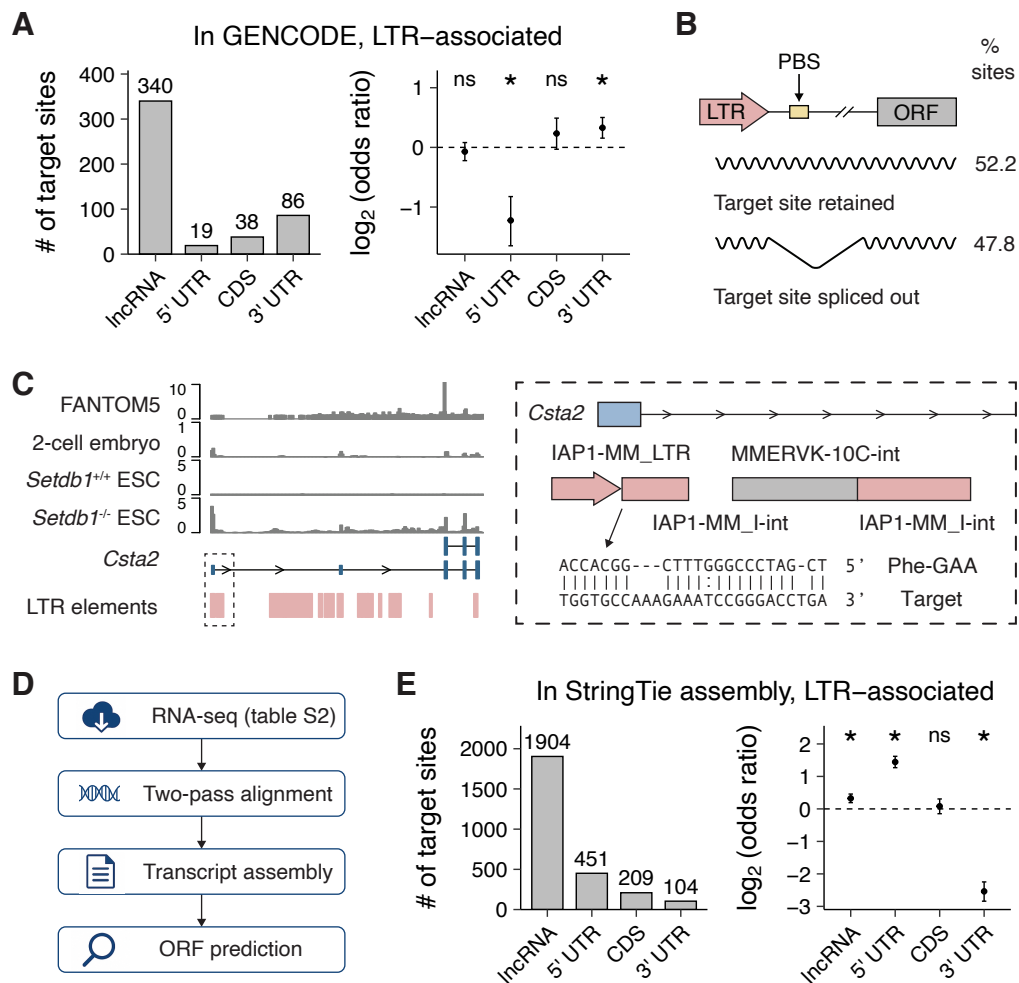 A
In GENCODE, LTR−associated
# of target sites
400
300
200
100
0
340
19
38
86
lncRNA
5' UTR
CDS
3' UTR
log2 (odds ratio)
1
0
−1
ns
*
ns
*
lncRNA
5' UTR
CDS
3' UTR
B
%
sites
PBS
LTR
ORF
52.2
Target site retained
47.8
Target site spliced out
C
FANTOM5
10
0
2-cell embryo
1
0
Setdb1+/+ ESC
5
0
Setdb1-/- ESC
5
0
Csta2
LTR elements
Csta2
IAP1-MM_LTR
MMERVK-10C-int
IAP1-MM_I-int
IAP1-MM_I-int
ACCACGG---CTTTGGGCCCTAG-CT 5' Phe-GAA
||||||| ||||:|||||||| ||
TGGTGCCAAAGAAATCCGGGACCTGA 3' Target
D
RNA-seq (table S2)
Two-pass alignment
Transcript assembly
ORF prediction
E
In StringTie assembly, LTR−associated
# of target sites
2000
1500
1000
500
0
1904
451
209
104
lncRNA
5' UTR
CDS
3' UTR
log2 (odds ratio)
2
1
0
−1
−2
−3
*
*
ns
*
lncRNA
5' UTR
CDS
3' UTR